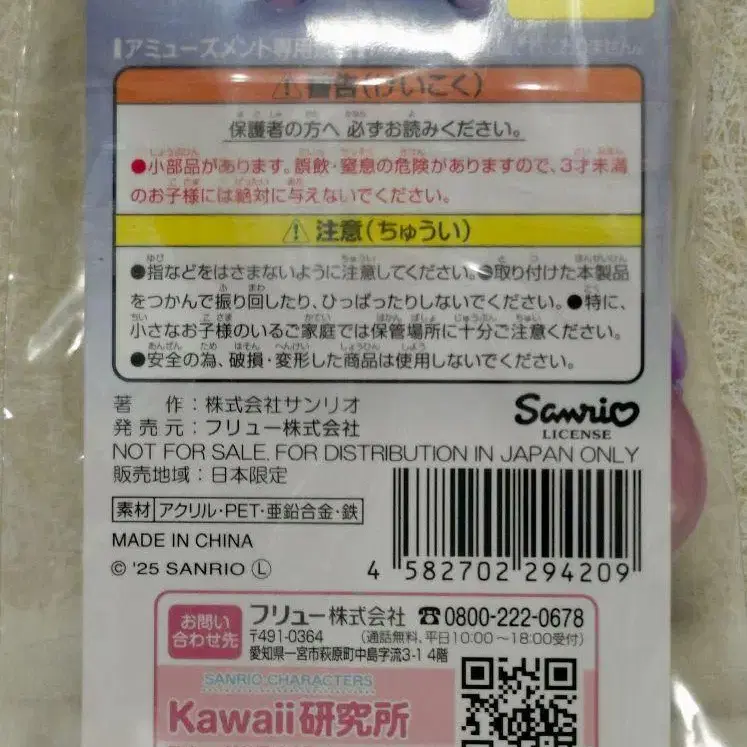 アミューズメント専用
ありません。
警告(けいこく)
保護者の方へ 必ずお読みください。
●小部品があります。誤飲・窒息の危険がありますので、3才未満
のお子様には絶対に与えないでください。
注意(ちゅうい)
●指などをはさまないように注意してください。●取り付けた本製品
をつかんで振り回したり、ひっぱったりしないでください。●特に、
小さなお子様のいるご家庭では保管場所に十分ご注意ください。
●安全の為、破損・変形した商品は使用しないでください。
著 作:株式会社サンリオ
発売元:フリュー株式会社
Sanrio
LICENSE
NOT FOR SALE. FOR DISTRIBUTION IN JAPAN ONLY
販売地域:日本限定
素材 アクリル・PET・亜鉛合金・鉄
MADE IN CHINA
© '25 SANRIO Ⓛ
4 582702 294209
お問い
合わせ先
フリュー株式会社 ☎0800-222-0678
〒491-0364 (通話無料、平日10:00~18:00受付)
愛知県一宮市萩原町中島字流3-1 4階
SANRIO CHARACTERS
Kawaii研究所